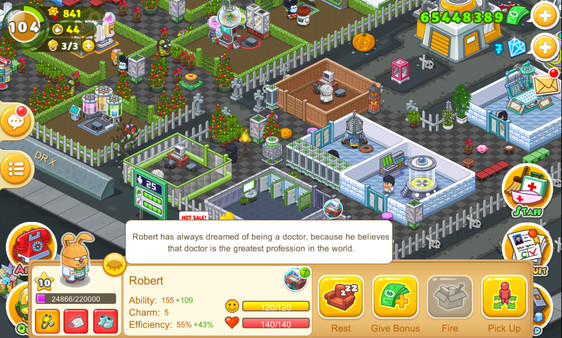 104
841
44
3/3
65448389
7
DR X
25
HOT SALE!
STAFF
Robert has always dreamed of being a doctor, because he believes
that doctor is the greatest profession in the world.
10
24866/220000
Robert
7
Ability: 155 +109
Charm: 5
Efficiency: 55% +43%
120/120
140/140
Rest
Give Bonus
Fire
Pick Up